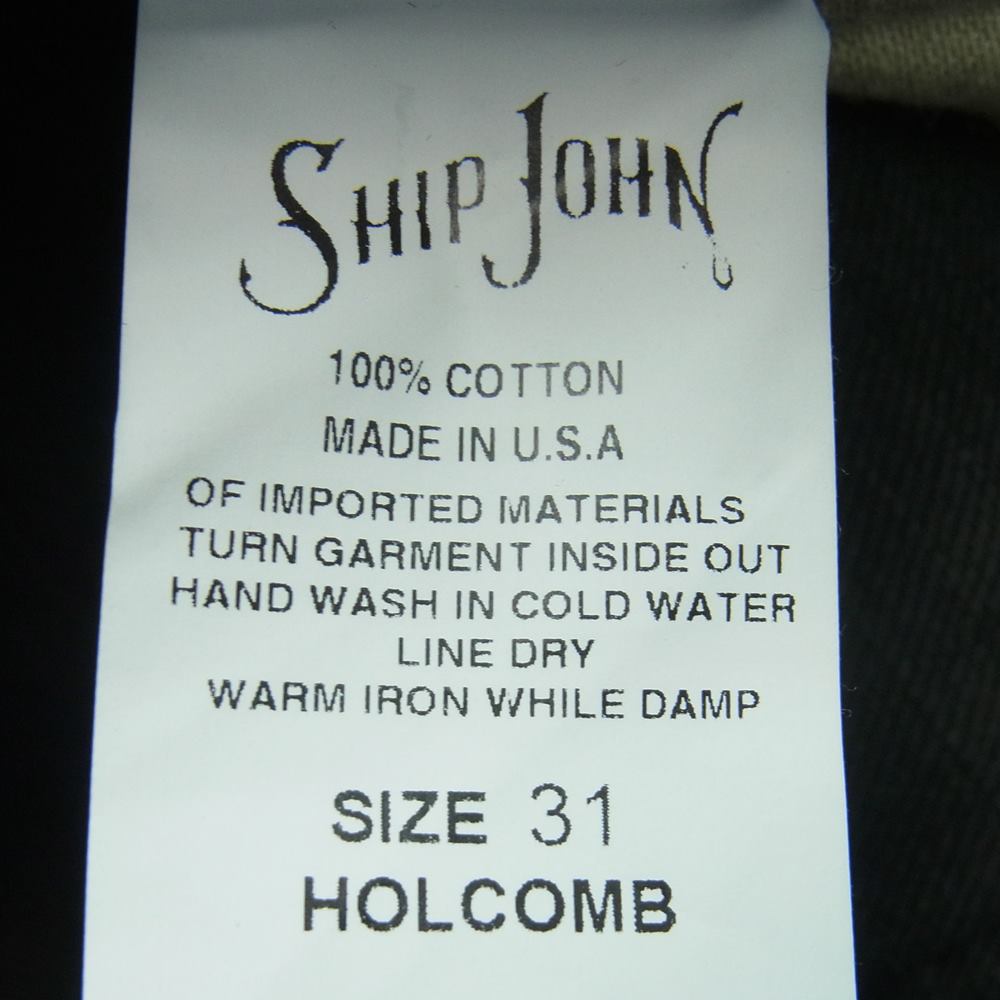 SHIP JOHN
100% COTTON
MADE IN U.S.A
OF IMPORTED MATERIALS
TURN GARMENT INSIDE OUT
HAND WASH IN COLD WATER
LINE DRY
WARM IRON WHILE DAMP
SIZE 31
HOLCOMB